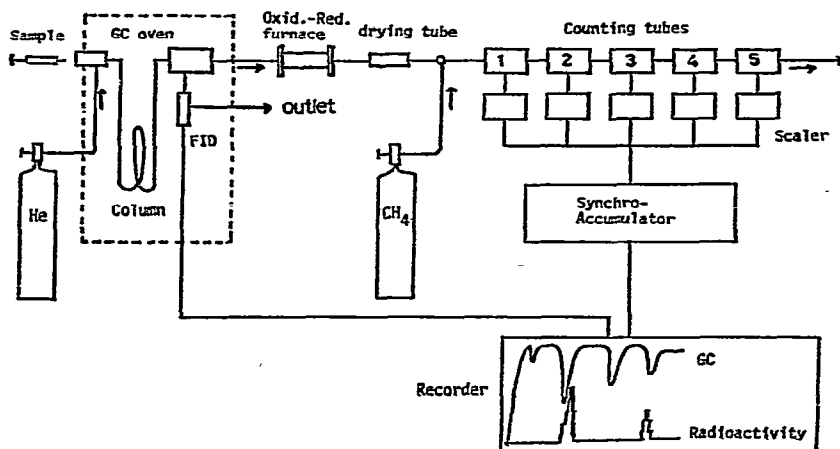 Sample
GC oven
Oxid.-Red.
furnace
drying tube
Counting tubes
1
2
3
4
5
outlet
FID
Scaler
Column
He
CH4
Synchro-
Accumulator
Recorder
GC
Radioactivity